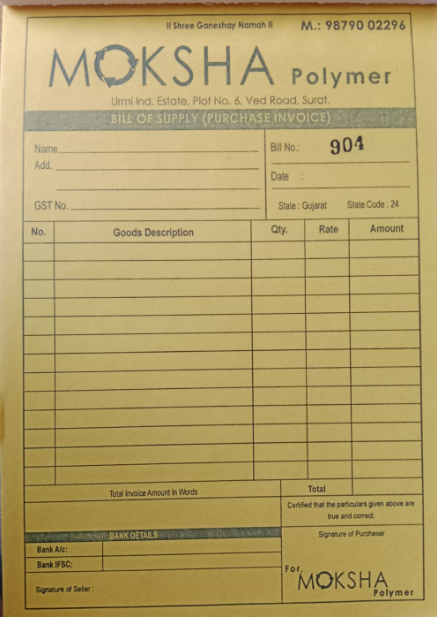 II Shree Ganeshay Namah II M.: 98790 02296
MOKSHA Polymer
Urmi Ind. Estate, Plot No. 6, Ved Road, Surat.
BILL OF SUPPLY (PURCHASE INVOICE)
Name
Add.
GST No.
Bill No.: 904
Date :
State : Gujarat State Code : 24
No. Goods Description Qty. Rate Amount
Total Invoice Amount In Words Total
Certified that the particulars given above are
true and correct.
BANK DETAILS
Bank A/c:
Bank IFSC:
Signature of Seller :
Signature of Purchaser
For,
MOKSHA
Polymer